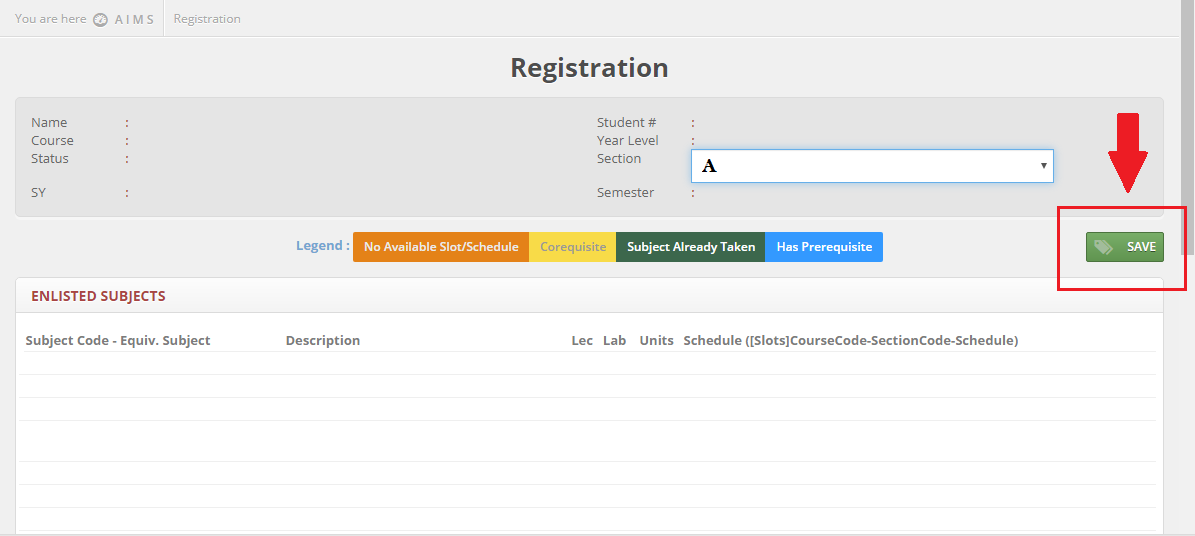 You are here AIMS Registration
Registration
Name : Student # :
Course : Year Level :
Status : Section A
SY : Semester :
Legend : No Available Slot/Schedule Corequisite Subject Already Taken Has Prerequisite SAVE
ENLISTED SUBJECTS
Subject Code - Equiv. Subject Description Lec Lab Units Schedule ([Slots]CourseCode-SectionCode-Schedule)